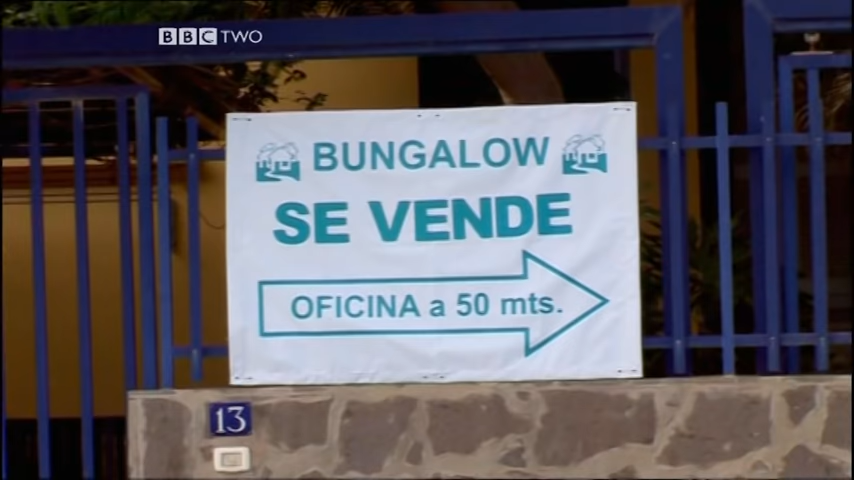 BBC TWO
BUNGALOW
SE VENDE
OFICINA a 50 mts.
13